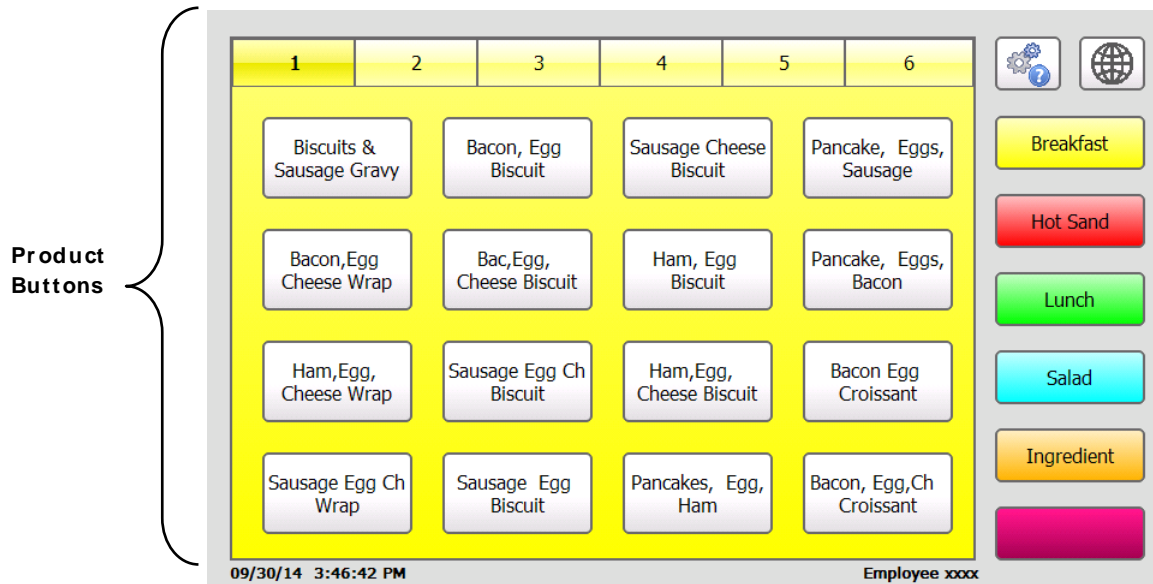 Product
Buttons
1 2 3 4 5 6
Biscuits &
Sausage Gravy
Bacon, Egg
Biscuit
Sausage Cheese
Biscuit
Pancake, Eggs,
Sausage
Bacon,Egg
Cheese Wrap
Bac,Egg,
Cheese Biscuit
Ham, Egg
Biscuit
Pancake, Eggs,
Bacon
Ham,Egg,
Cheese Wrap
Sausage Egg Ch
Biscuit
Ham,Egg,
Cheese Biscuit
Bacon Egg
Croissant
Sausage Egg Ch
Wrap
Sausage Egg
Biscuit
Pancakes, Egg,
Ham
Bacon, Egg,Ch
Croissant
?
Breakfast
Hot Sand
Lunch
Salad
Ingredient
09/30/14 3:46:42 PM
Employee xxxx